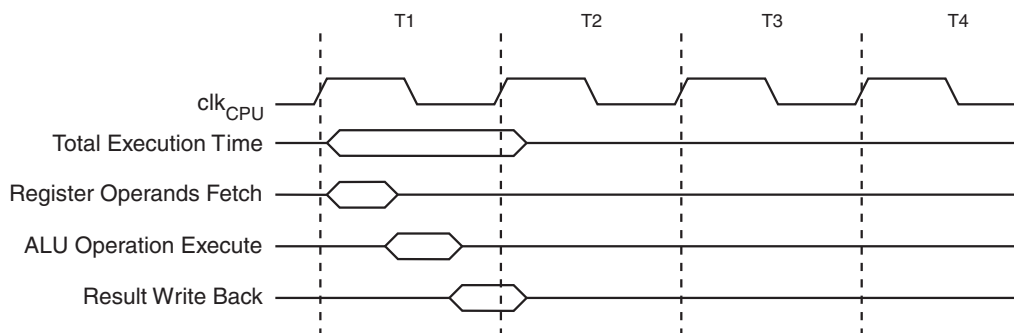 T1 T2 T3 T4
clkCPU
Total Execution Time
Register Operands Fetch
ALU Operation Execute
Result Write Back